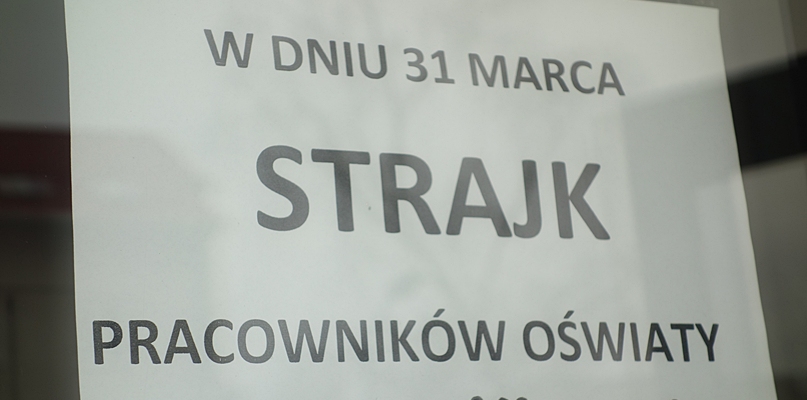 W DNIU 31 MARCA
STRAJK
PRACOWNIKÓW OŚWIATY